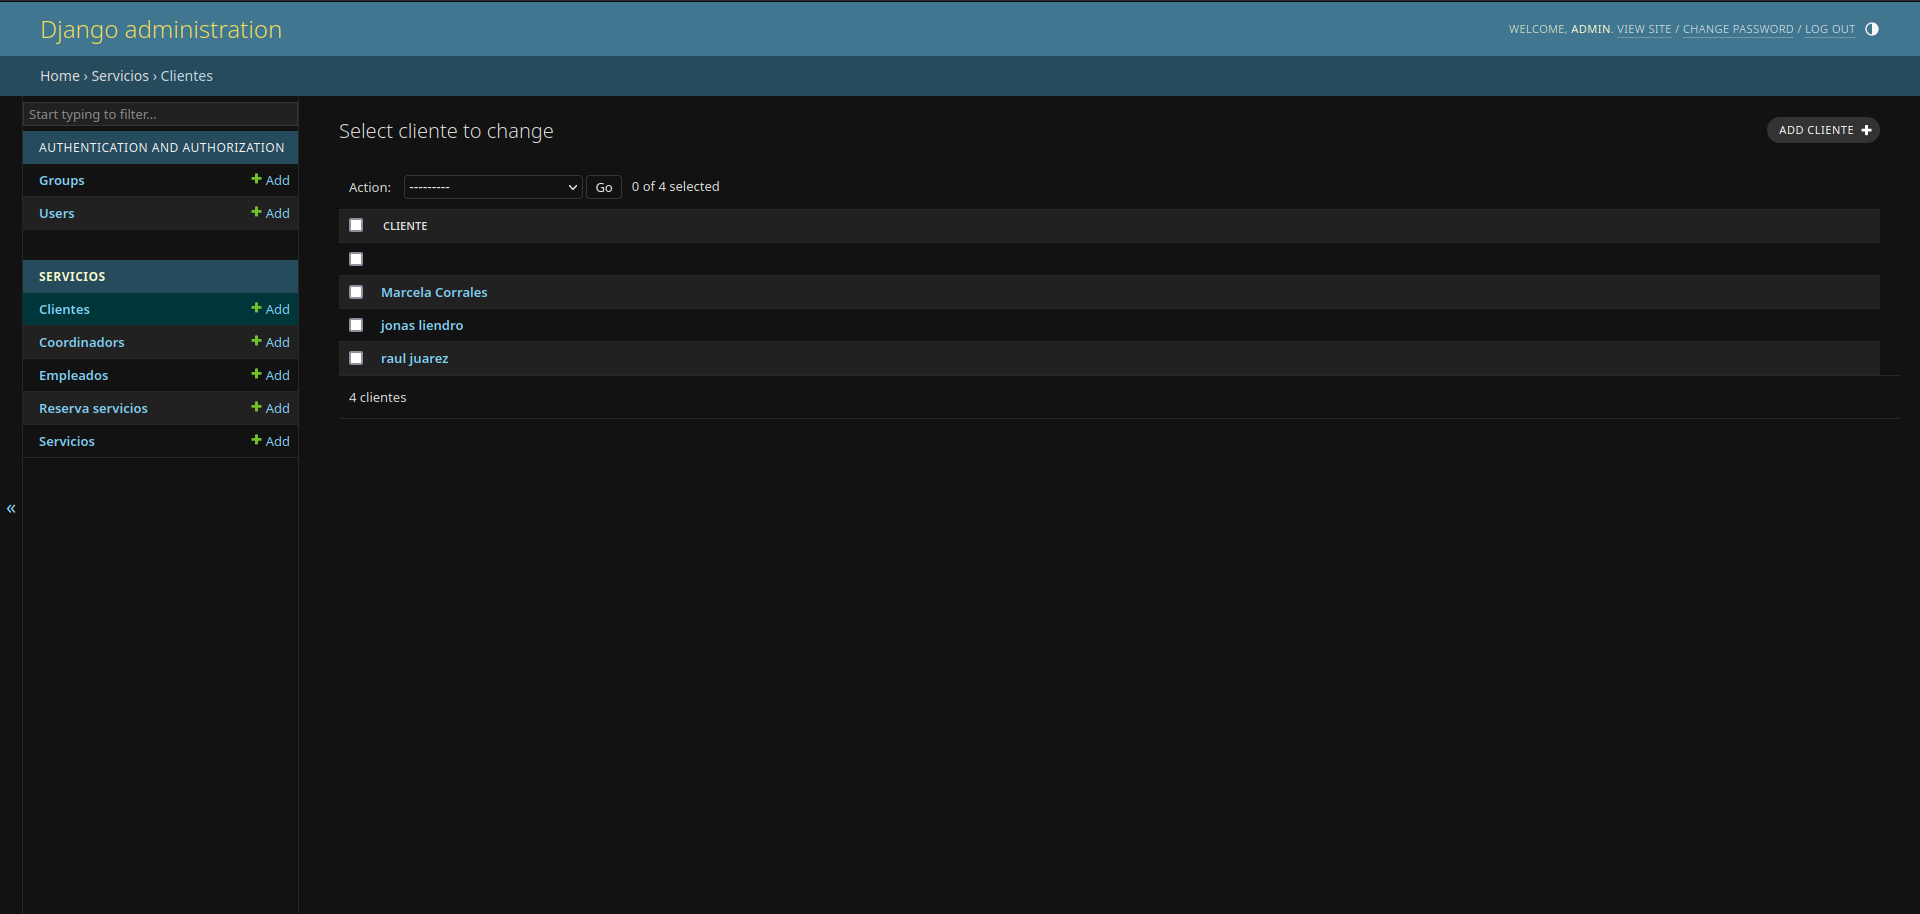 Django administration
WELCOME, ADMIN. VIEW SITE / CHANGE PASSWORD / LOG OUT
Home › Servicios › Clientes
Start typing to filter...
AUTHENTICATION AND AUTHORIZATION
Groups + Add
Users + Add
SERVICIOS
Clientes + Add
Coordinadors + Add
Empleados + Add
Reserva servicios + Add
Servicios + Add
«
Select cliente to change
ADD CLIENTE +
Action: --------- Go 0 of 4 selected
CLIENTE
Marcela Corrales
jonas liendro
raul juarez
4 clientes